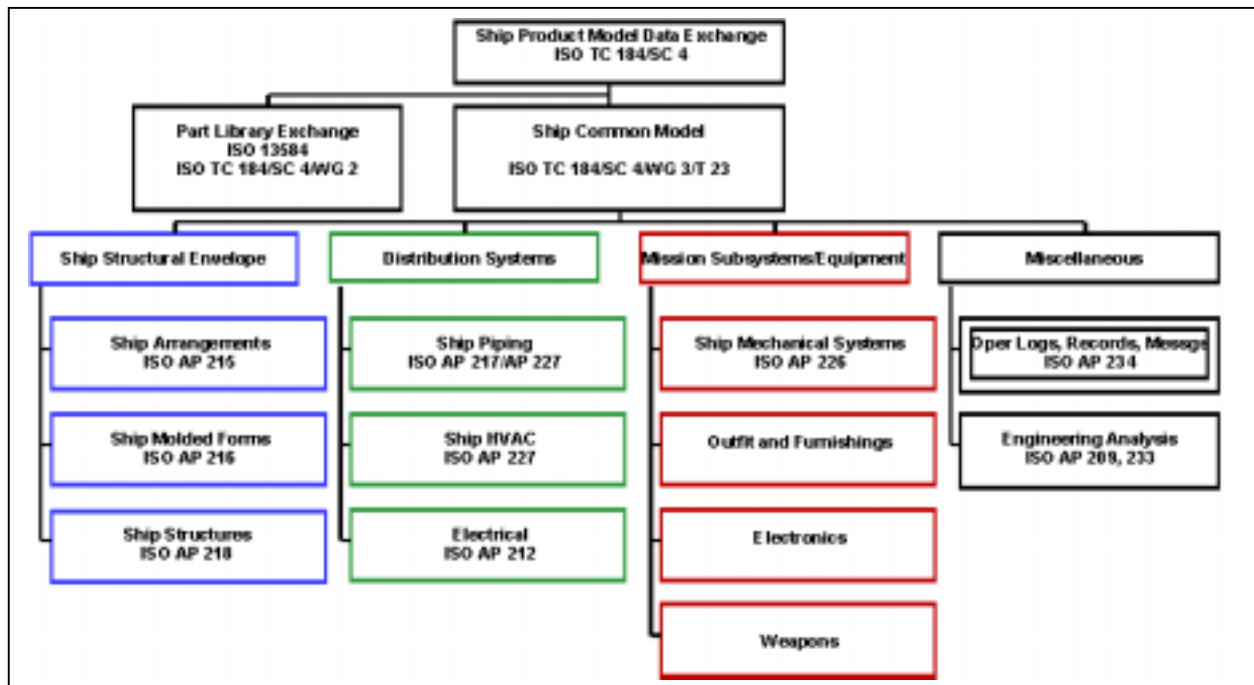 Ship Product Model Data Exchange
ISO TC 184/SC 4
Part Library Exchange
ISO 13584
ISO TC 184/SC 4/WG 2
Ship Common Model
ISO TC 184/SC 4/WG 3/T 23
Ship Structural Envelope
Distribution Systems
Mission Subsystems/Equipment
Miscellaneous
Ship Arrangements
ISO AP 215
Ship Piping
ISO AP 217/AP 227
Ship Mechanical Systems
ISO AP 226
Oper Logs, Records, Messge
ISO AP 234
Ship Molded Forms
ISO AP 216
Ship HVAC
ISO AP 227
Outfit and Furnishings
Engineering Analysis
ISO AP 209, 233
Ship Structures
ISO AP 218
Electrical
ISO AP 212
Electronics
Weapons